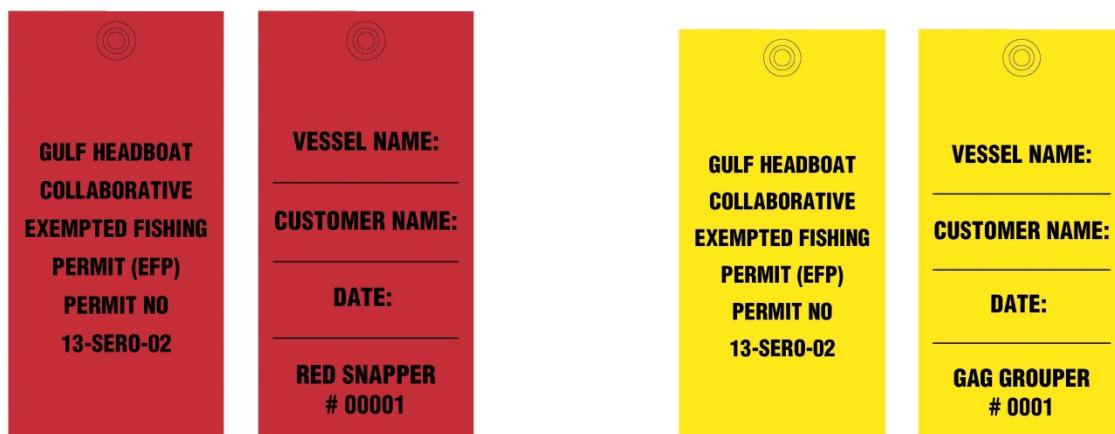 GULF HEADBOAT
COLLABORATIVE
EXEMPTED FISHING
PERMIT (EFP)
PERMIT NO
13-SERO-02
VESSEL NAME:
CUSTOMER NAME:
DATE:
RED SNAPPER
# 00001
GULF HEADBOAT
COLLABORATIVE
EXEMPTED FISHING
PERMIT (EFP)
PERMIT NO
13-SERO-02
VESSEL NAME:
CUSTOMER NAME:
DATE:
GAG GROUPER
# 0001